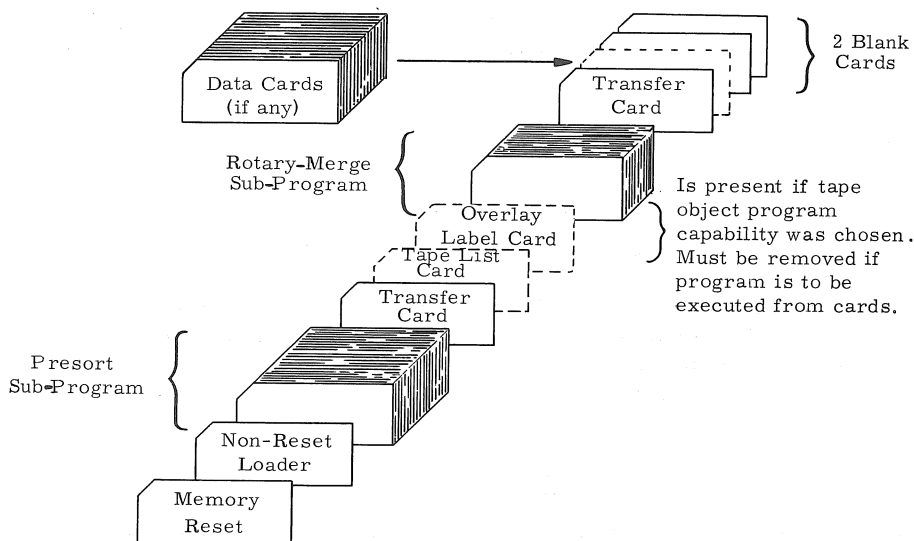 Data Cards
(if any)
2 Blank
Cards
Transfer
Card
Rotary-Merge
Sub-Program
Overlay
Label Card
Is present if tape
object program
capability was chosen.
Must be removed if
program is to be
executed from cards.
Tape List
Card
Transfer
Card
Presort
Sub-Program
Non-Reset
Loader
Memory
Reset